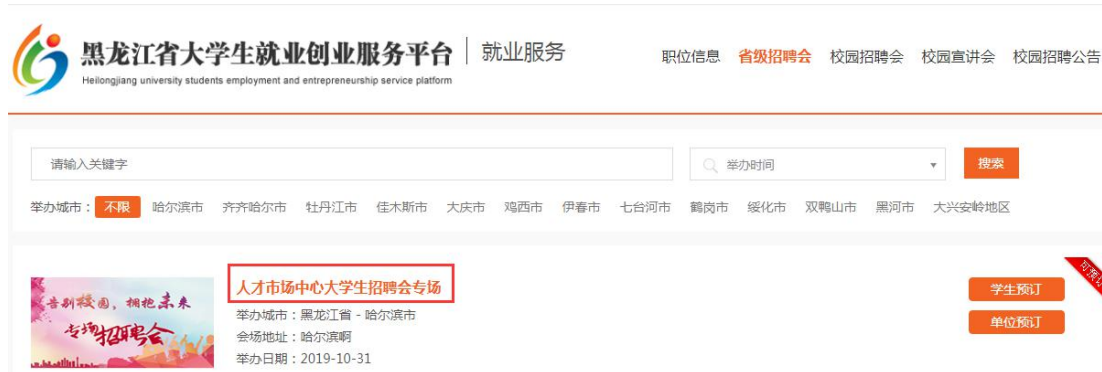 黑龙江省大学生就业创业服务平台 就业服务 职位信息 省级招聘会 校园招聘会 校园宣讲会 校园招聘公告
Heilongjiang university students employment and entrepreneurship service platform
请输入关键字 举办时间 搜索
举办城市： 不限 哈尔滨市 齐齐哈尔市 牡丹江市 佳木斯市 大庆市 鸡西市 伊春市 七台河市 鹤岗市 绥化市 双鸭山市 黑河市 大兴安岭地区
告别校园，拥抱未来
专场招聘会
人才市场中心大学生招聘会专场
举办城市：黑龙江省 - 哈尔滨市
会场地址：哈尔滨啊
举办日期：2019-10-31
可预订
学生预订
单位预订